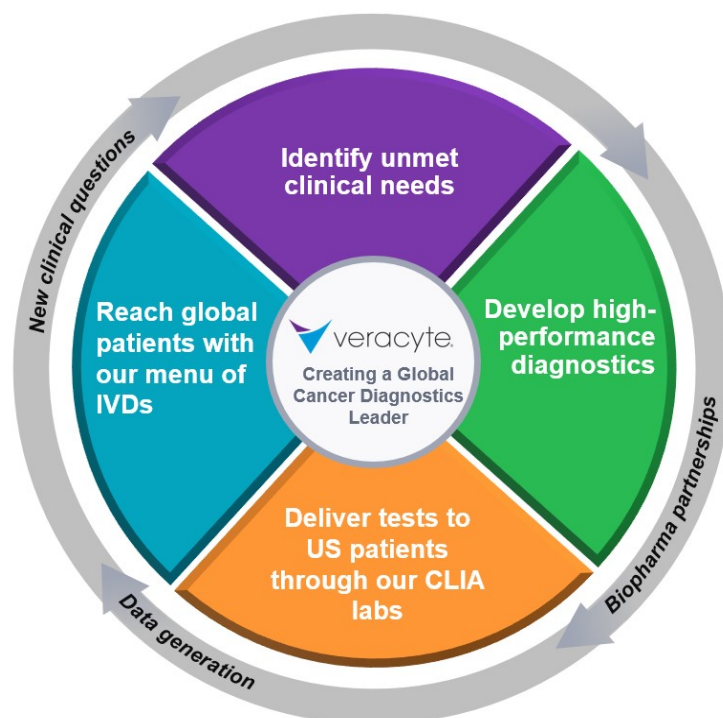 Identify unmet
clinical needs
Develop high-
performance
diagnostics
Deliver tests to
US patients
through our CLIA
labs
Reach global
patients with
our menu of
IVDs
veracyte®
Creating a Global
Cancer Diagnostics
Leader
New clinical questions
Biopharma partnerships
Data generation